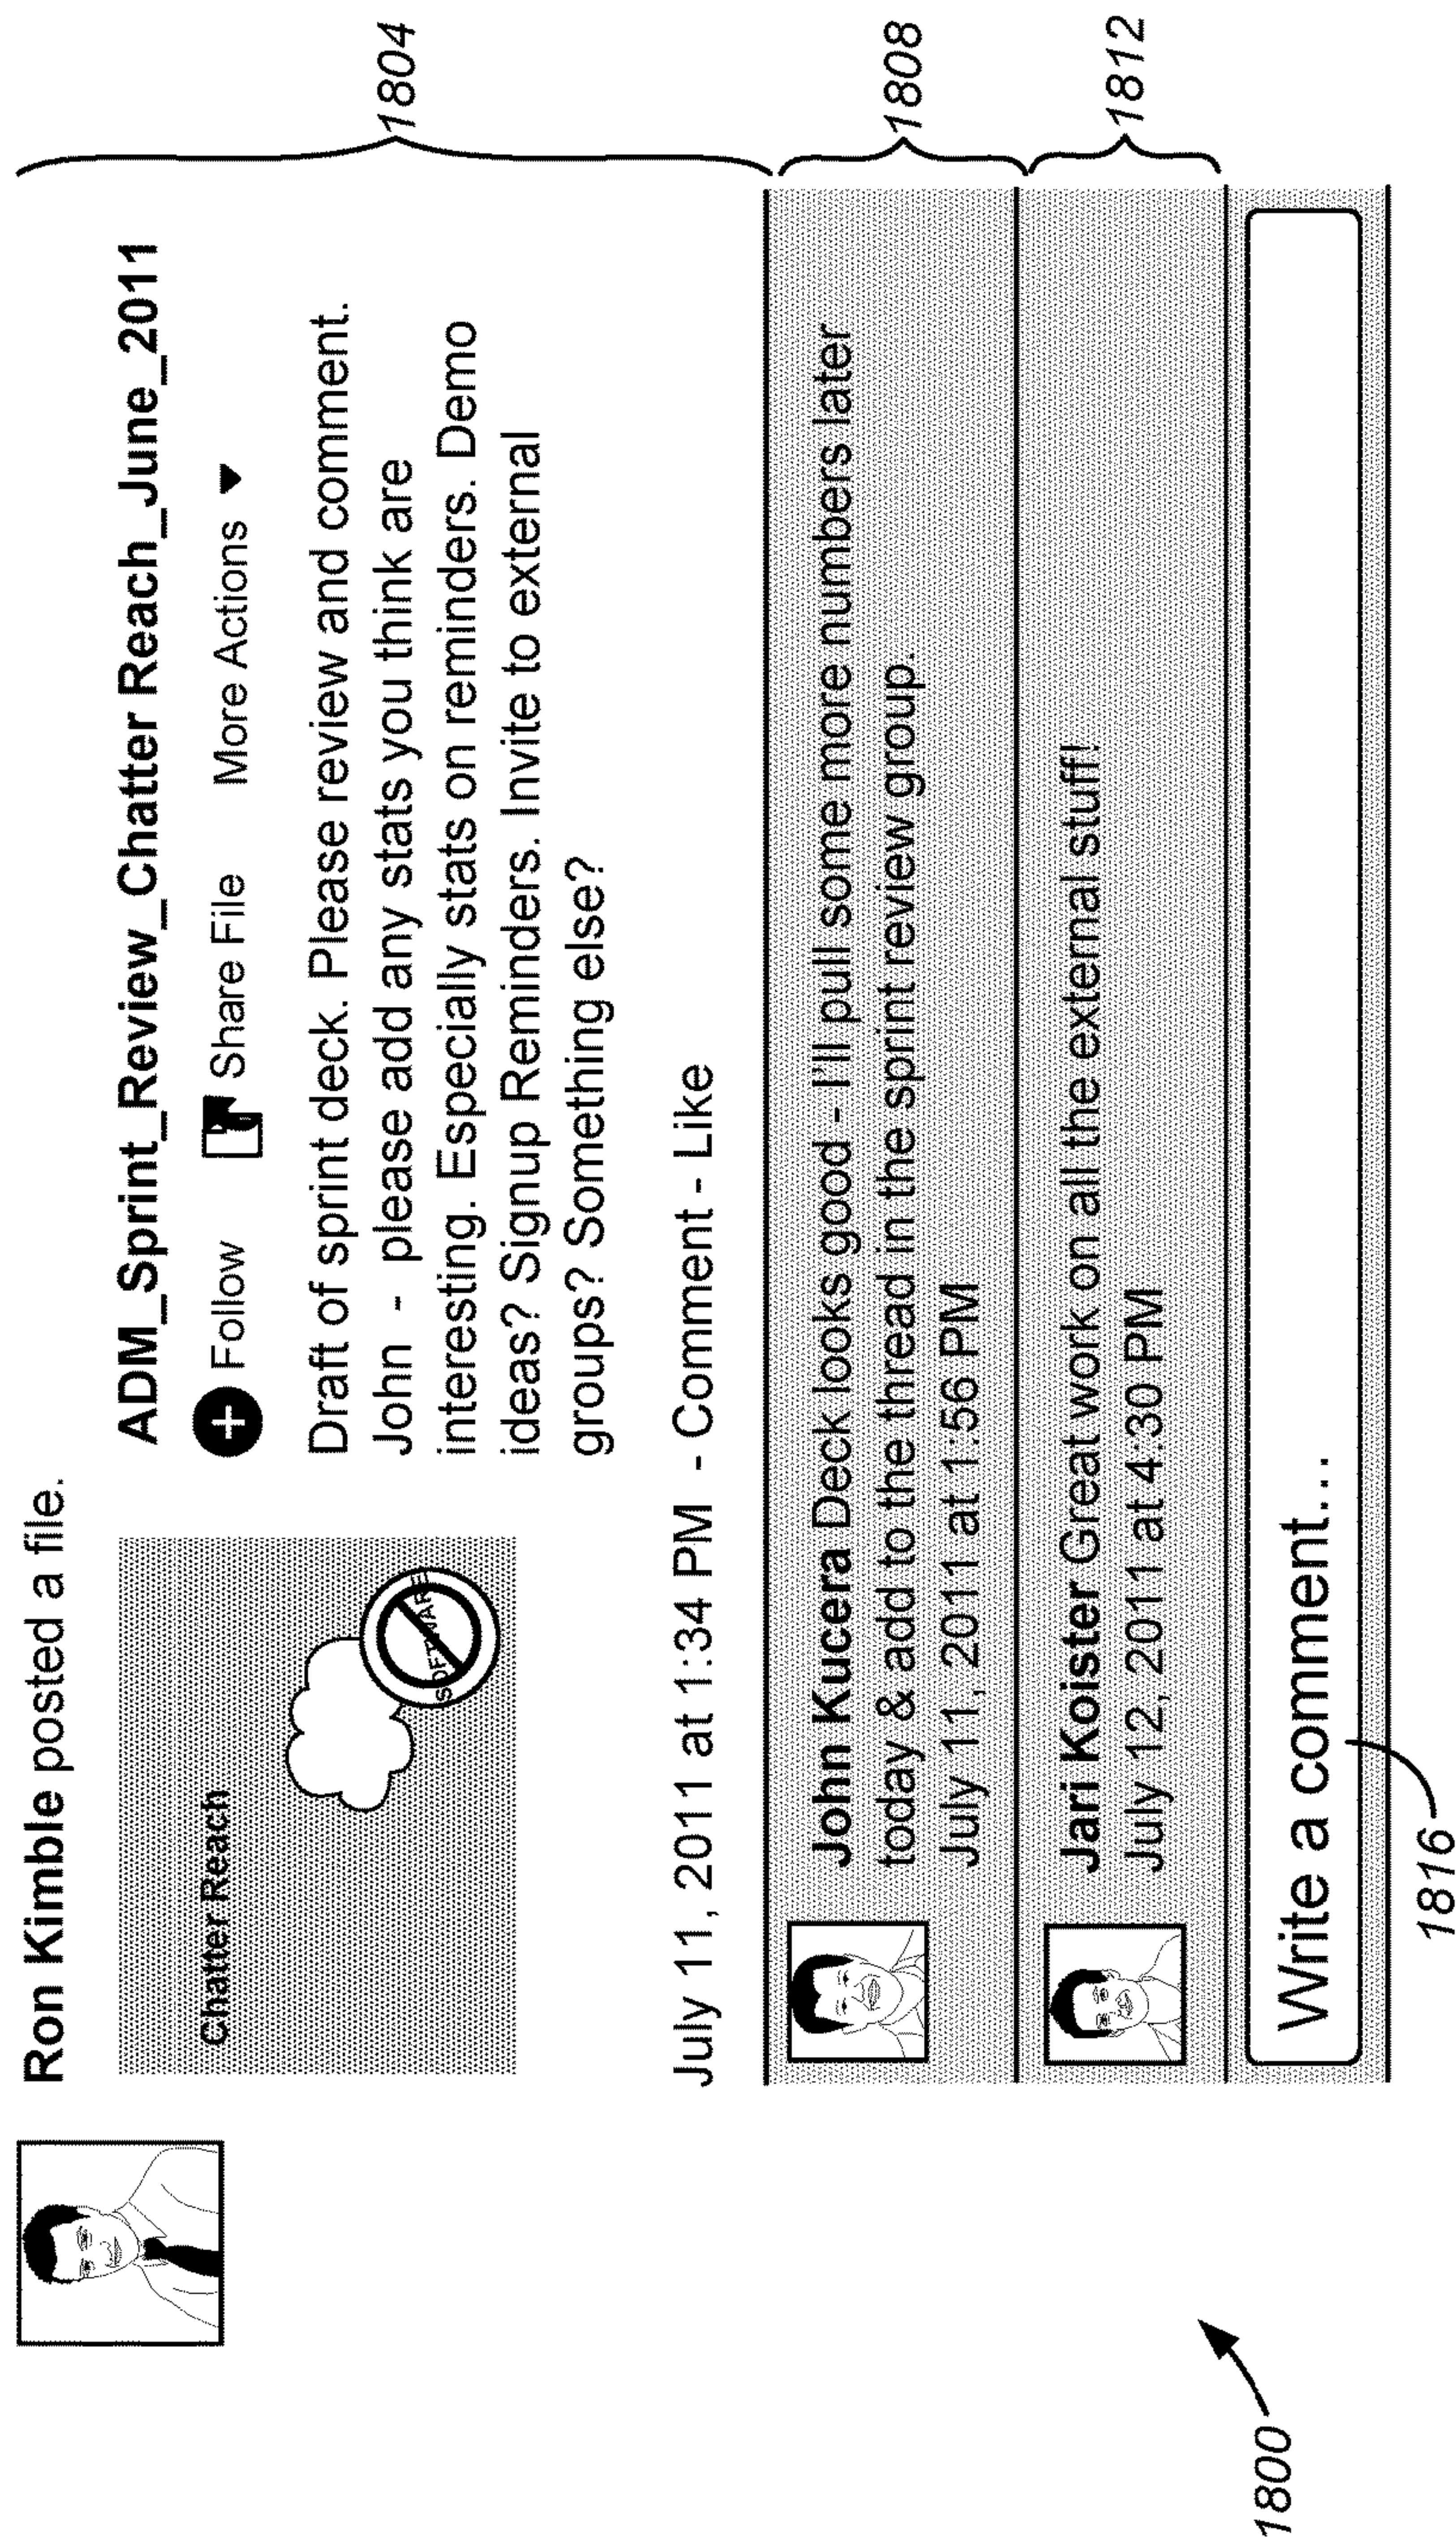 Ron Kimble posted a file.
Chatter Reach
SOFTWARE
ADM_Sprint_Review_Chatter Reach_June_2011
Follow Share File More Actions
Draft of sprint deck. Please review and comment.
John - please add any stats you think are
interesting. Especially stats on reminders. Demo
ideas? Signup Reminders. Invite to external
groups? Something else?
July 11, 2011 at 1:34 PM - Comment - Like
1804
John Kucera Deck looks good - I'll pull some more numbers later
today & add to the thread in the sprint review group.
July 11, 2011 at 1:56 PM
1808
Jari Koister Great work on all the external stuff!
July 12, 2011 at 4:30 PM
1812
Write a comment...
1816
1800